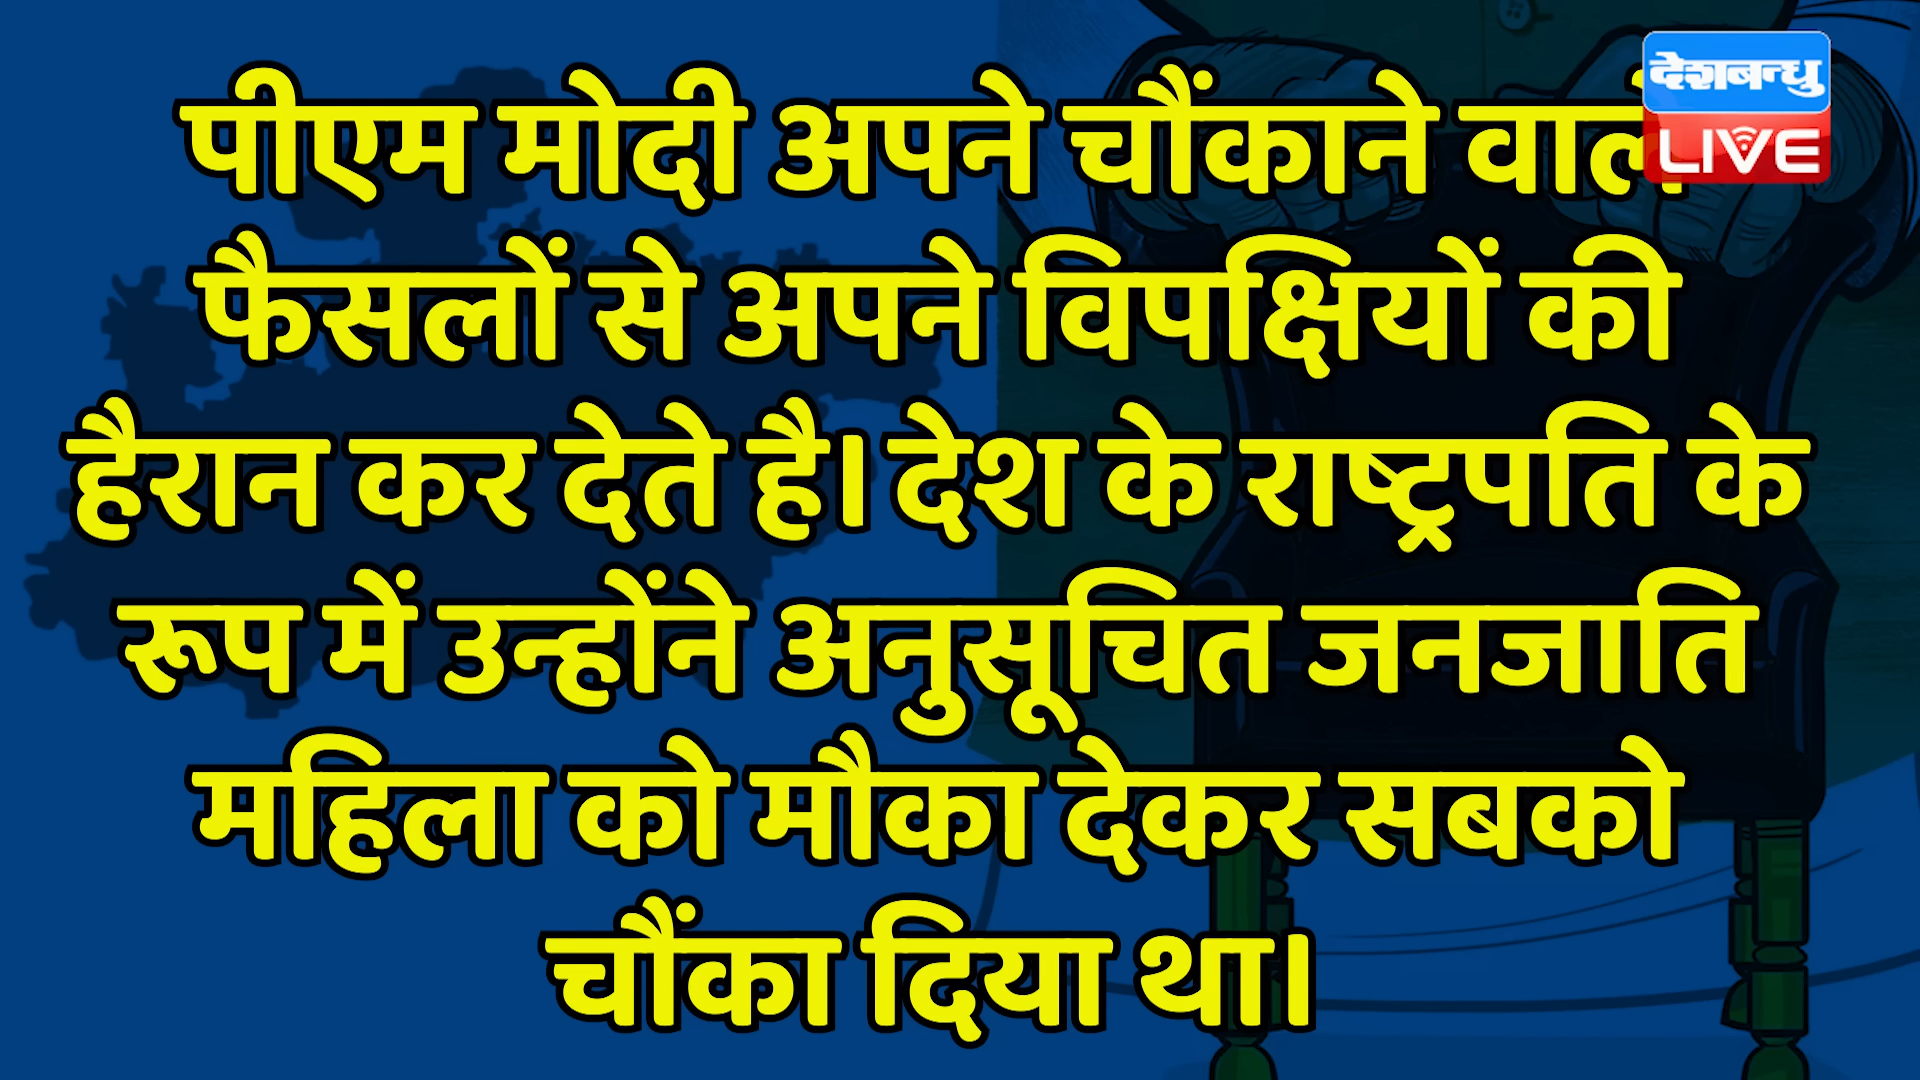 पीएम मोदी अपने चौंकाने वाले
फैसलों से अपने विपक्षियों की
हैरान कर देते है। देश के राष्ट्रपति के
रूप में उन्होंने अनुसूचित जनजाति
महिला को मौका देकर सबको
चौंका दिया था।
देशबन्धु
LIVE